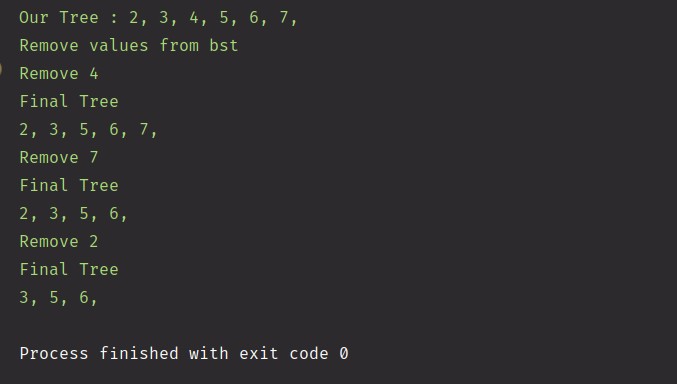 Our Tree : 2, 3, 4, 5, 6, 7,
Remove values from bst
Remove 4
Final Tree
2, 3, 5, 6, 7,
Remove 7
Final Tree
2, 3, 5, 6,
Remove 2
Final Tree
3, 5, 6,
Process finished with exit code 0